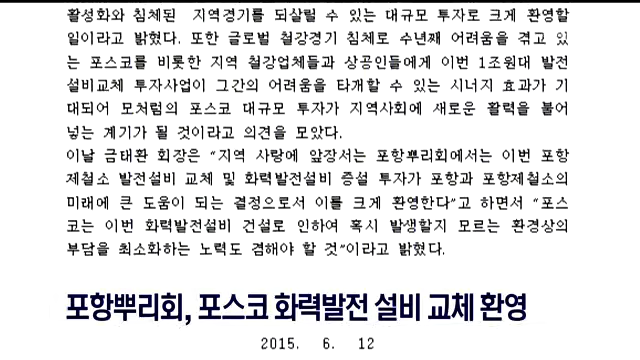 활성화와 침체된 지역경기를 되살릴 수 있는 대규모 투자로 크게 환영할
일이라고 밝혔다. 또한 글로벌 철강경기 침체로 수년째 어려움을 겪고 있
는 포스코를 비롯한 지역 철강업체들과 상공인들에게 이번 1조원대 발전
설비교체 투자사업이 그간의 어려움을 타개할 수 있는 시너지 효과가 기
대되어 모처럼의 포스코 대규모 투자가 지역사회에 새로운 활력을 불어
넣는 계기가 될 것이라고 의견을 모았다.
이날 금태환 회장은 "지역 사랑에 앞장서는 포항뿌리회에서는 이번 포항
제철소 발전설비 교체 및 화력발전설비 증설 투자가 포항과 포항제철소의
미래에 큰 도움이 되는 결정으로서 이를 크게 환영한다"고 하면서 "포스
코는 이번 화력발전설비 건설로 인하여 혹시 발생할지 모르는 환경상의
부담을 최소화하는 노력도 겸해야 할 것"이라고 밝혔다.
포항뿌리회, 포스코 화력발전 설비 교체 환영
2015. 6. 12